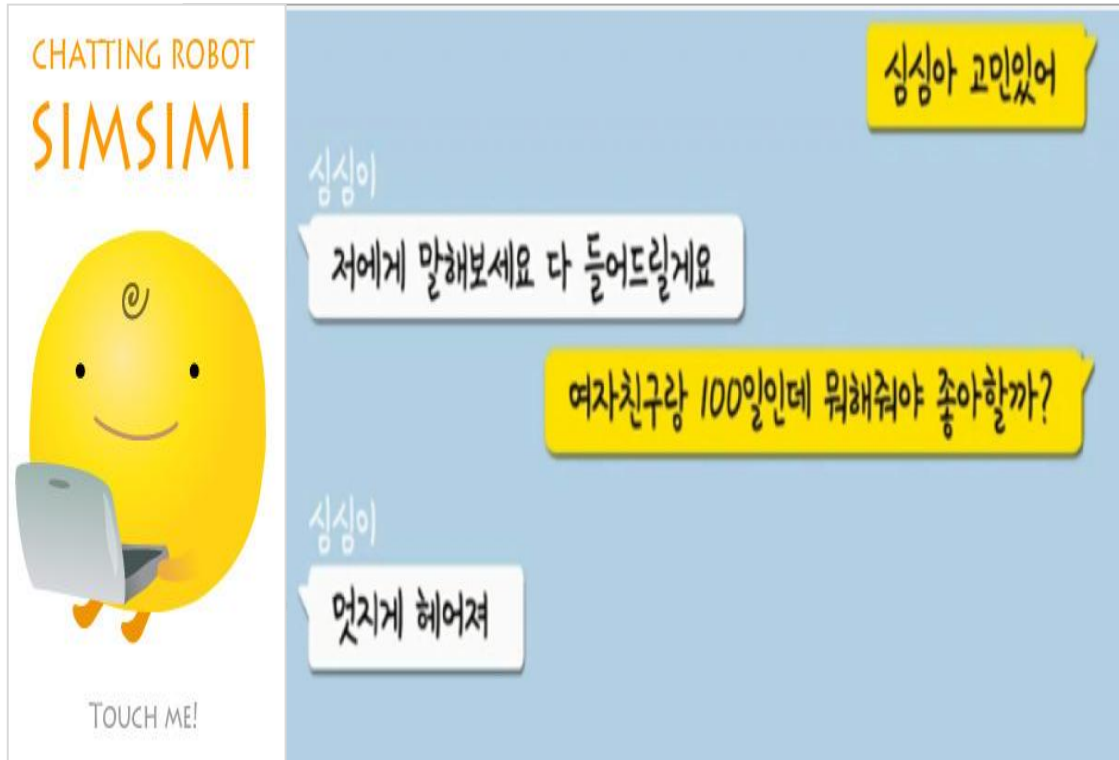 CHATTING ROBOT
SIMSIMI
TOUCH ME!
심심아 고민있어
심심이
저에게 말해보세요 다 들어드릴게요
여자친구랑 100일인데 뭐해줘야 좋아할까?
심심이
멋지게 헤어져